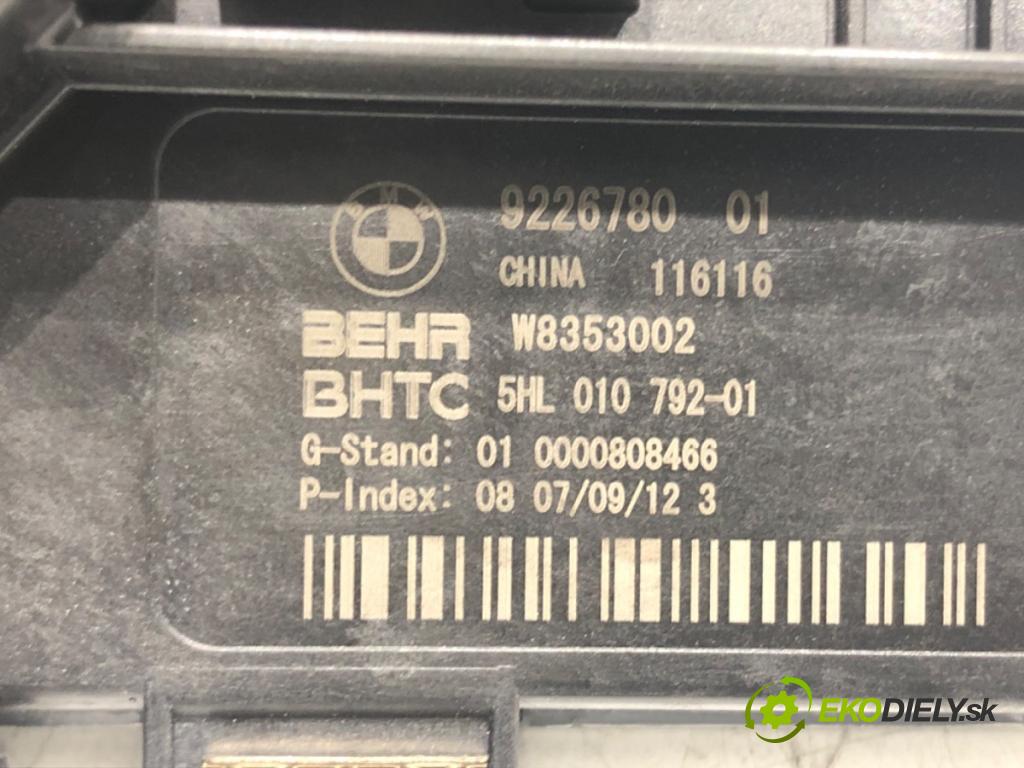 BMW
9226780 01
CHINA 116116
BEHR W8353002
BHTC 5HL 010 792-01
G-Stand: 01 0000808466
P-Index: 08 07/09/12 3
EKODIELY.sk